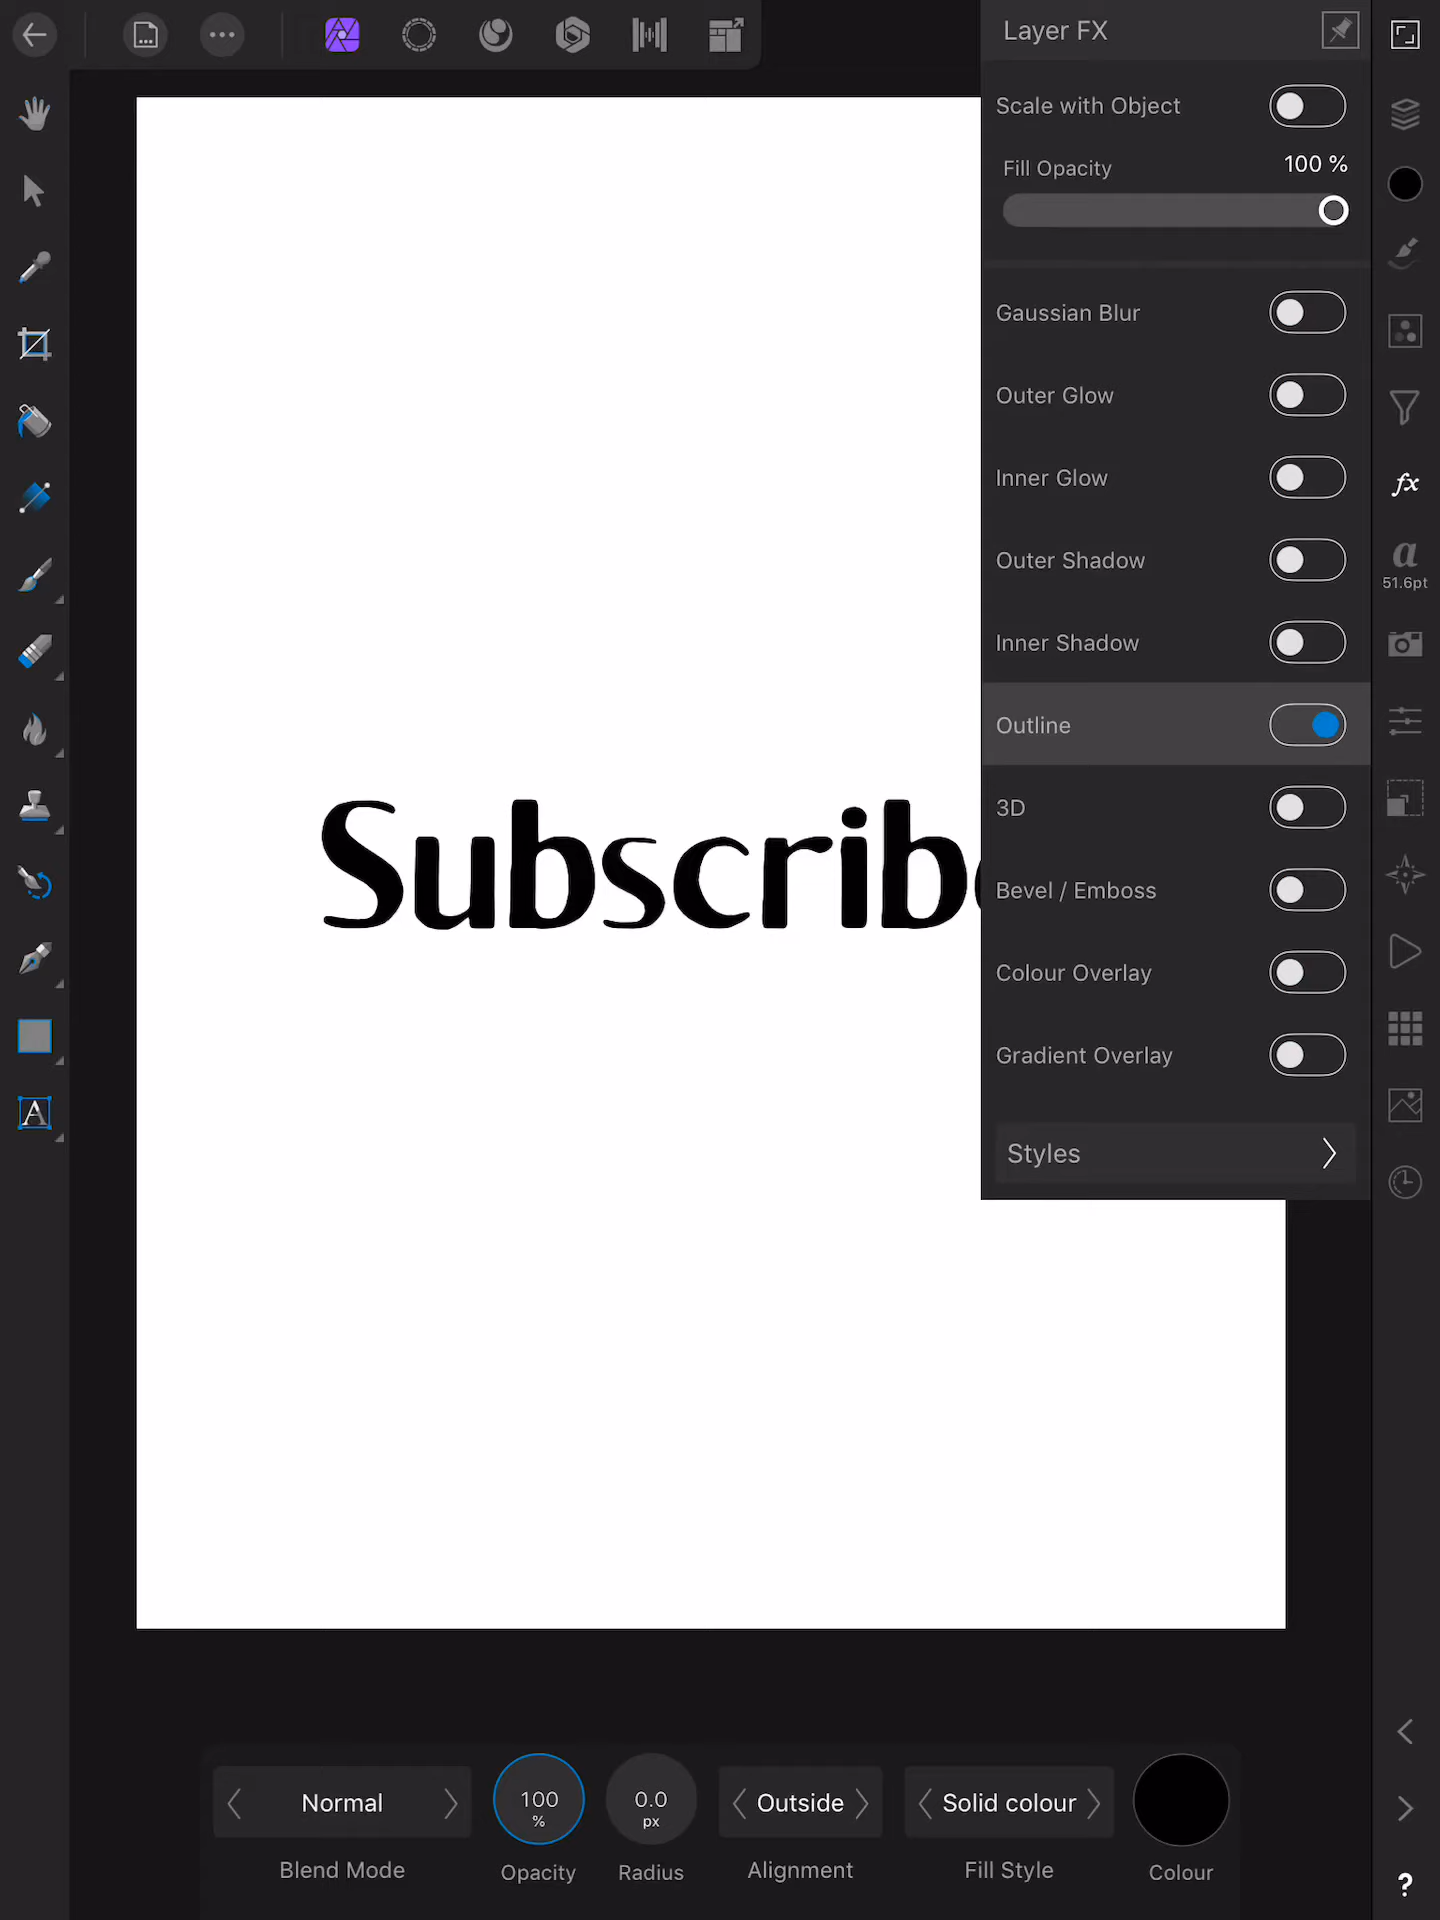 Layer FX
Scale with Object
Fill Opacity 100 %
Gaussian Blur
Outer Glow
Inner Glow
Outer Shadow
a
51.6pt
Inner Shadow
Outline
3D
Subscribe
Bevel / Emboss
Colour Overlay
Gradient Overlay
A
Styles
Normal
100 %
0.0 px
Outside
Solid colour
Blend Mode
Opacity
Radius
Alignment
Fill Style
Colour
?